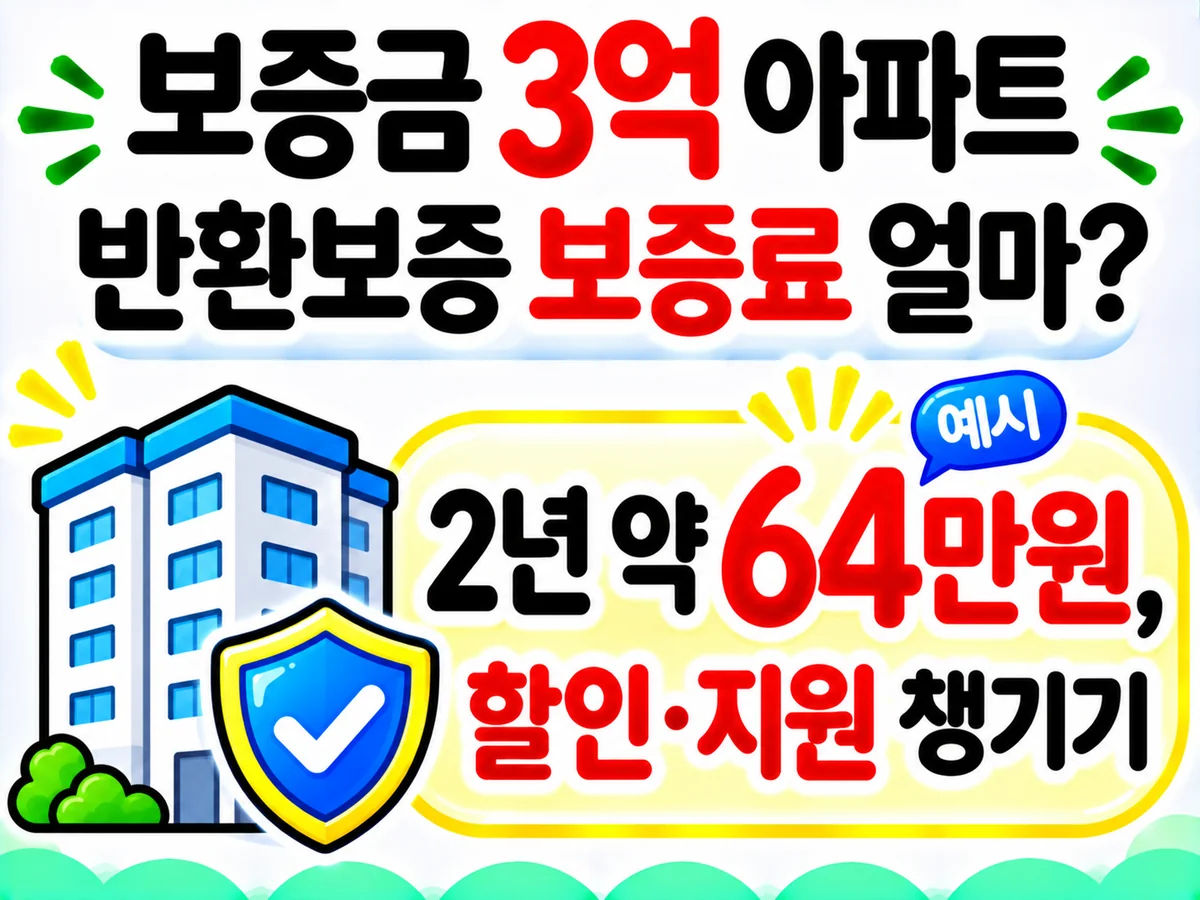 보증금 3억 아파트
반환보증 보증료 얼마?
예시
2년 약 64만원,
할인·지원 챙기기